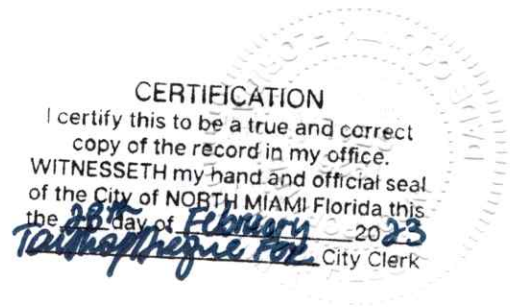 CERTIFICATION
I certify this to be a true and correct
copy of the record in my office.
WITNESSETH my hand and official seal
of the City of NORTH MIAMI Florida this
the 28th day of February 2023
City Clerk